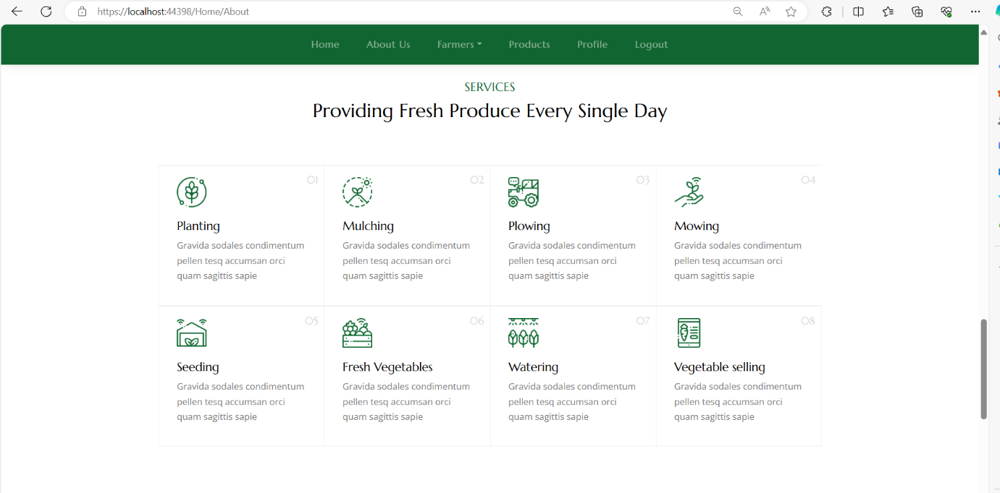 https://localhost:44398/Home/About
Home About Us Farmers Products Profile Logout
SERVICES
Providing Fresh Produce Every Single Day
01
Planting
Gravida sodales condimentum
pellen tesq accumsan orci
quam sagittis sapie
02
Mulching
Gravida sodales condimentum
pellen tesq accumsan orci
quam sagittis sapie
03
Plowing
Gravida sodales condimentum
pellen tesq accumsan orci
quam sagittis sapie
04
Mowing
Gravida sodales condimentum
pellen tesq accumsan orci
quam sagittis sapie
05
Seeding
Gravida sodales condimentum
pellen tesq accumsan orci
quam sagittis sapie
06
Fresh Vegetables
Gravida sodales condimentum
pellen tesq accumsan orci
quam sagittis sapie
07
Watering
Gravida sodales condimentum
pellen tesq accumsan orci
quam sagittis sapie
08
Vegetable selling
Gravida sodales condimentum
pellen tesq accumsan orci
quam sagittis sapie